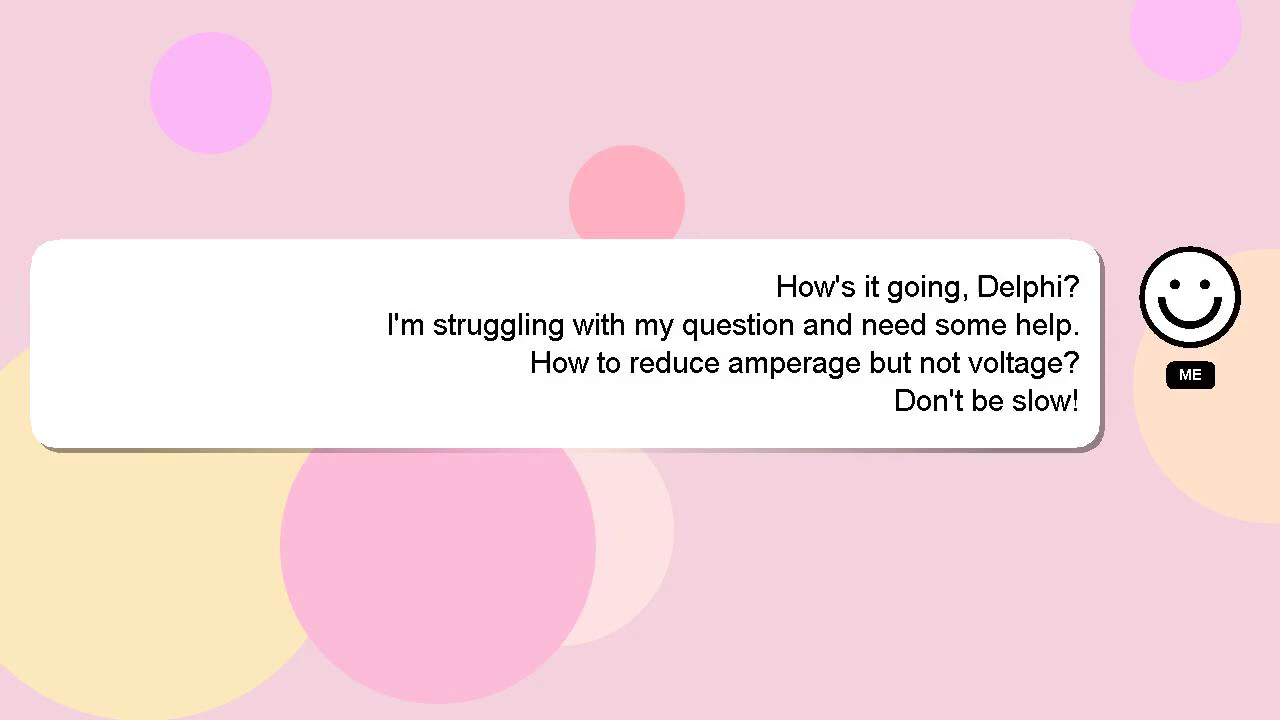 How's it going, Delphi?
I'm struggling with my question and need some help.
How to reduce amperage but not voltage?
Don't be slow!
ME